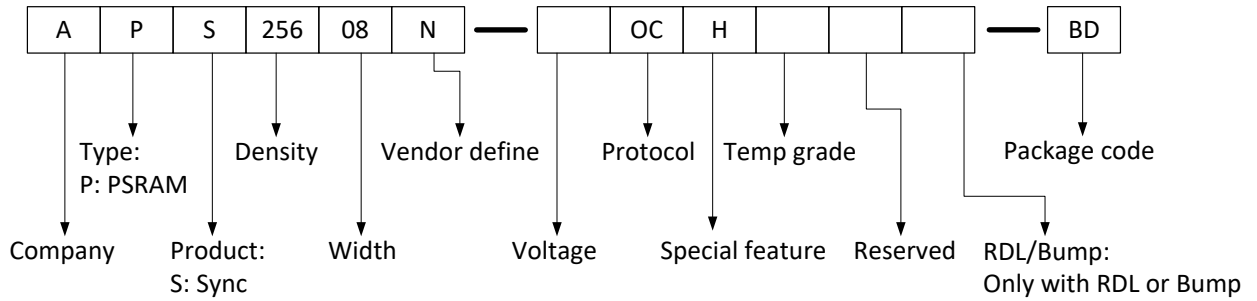 A P S 256 08 N — OC H — BD
Type: Density Vendor define Protocol Temp grade Package code
P: PSRAM
Company Product: Width Voltage Special feature Reserved RDL/Bump:
S: Sync Only with RDL or Bump